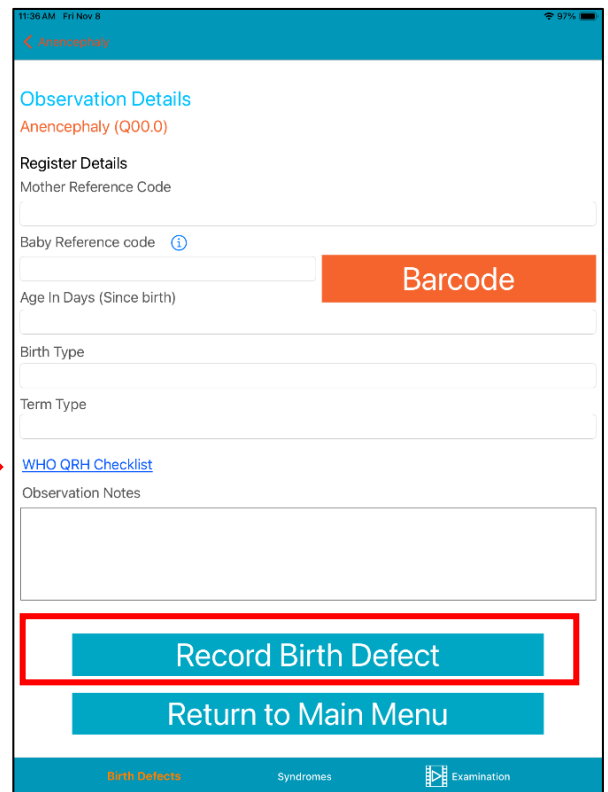 11:36 AM Fri Nov 8 97%
Anencephaly
Observation Details
Anencephaly (Q00.0)
Register Details
Mother Reference Code
Baby Reference code
Barcode
Age In Days (Since birth)
Birth Type
Term Type
WHO QRH Checklist
Observation Notes
Record Birth Defect
Return to Main Menu
Birth Defects Syndromes Examination